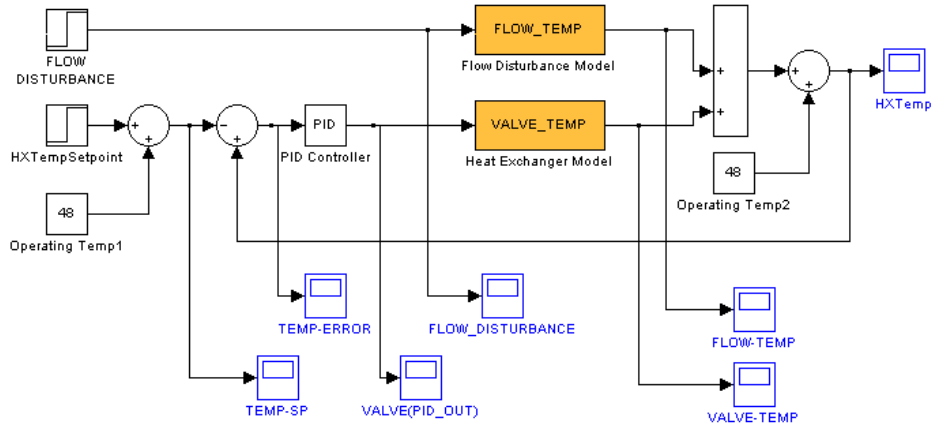 FLOW_TEMP
FLOW
DISTURBANCE
Flow Disturbance Model
+
+
+
+
HXTemp
+
+
-
+
PID
VALVE_TEMP
+
HXTempSetpoint
PID Controller
Heat Exchanger Model
48
48
Operating Temp1
Operating Temp2
TEMP-ERROR
FLOW_DISTURBANCE
FLOW-TEMP
TEMP-SP
VALVE(PID_OUT)
VALVE-TEMP